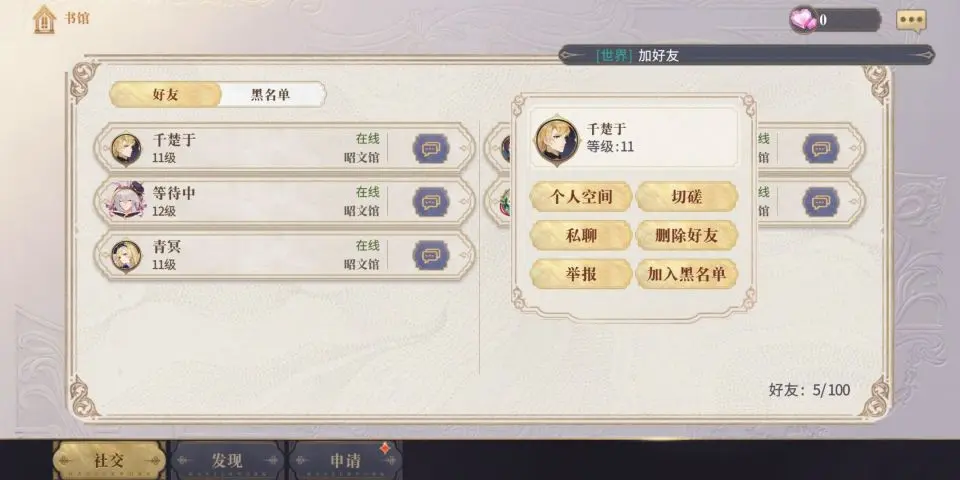 书馆
0
[世界] 加好友
好友
黑名单
千楚于
11级
在线
昭文馆
等待中
12级
在线
昭文馆
青冥
11级
在线
昭文馆
线
馆
线
馆
千楚于
等级:11
个人空间
切磋
私聊
删除好友
举报
加入黑名单
好友: 5/100
社交
发现
申请